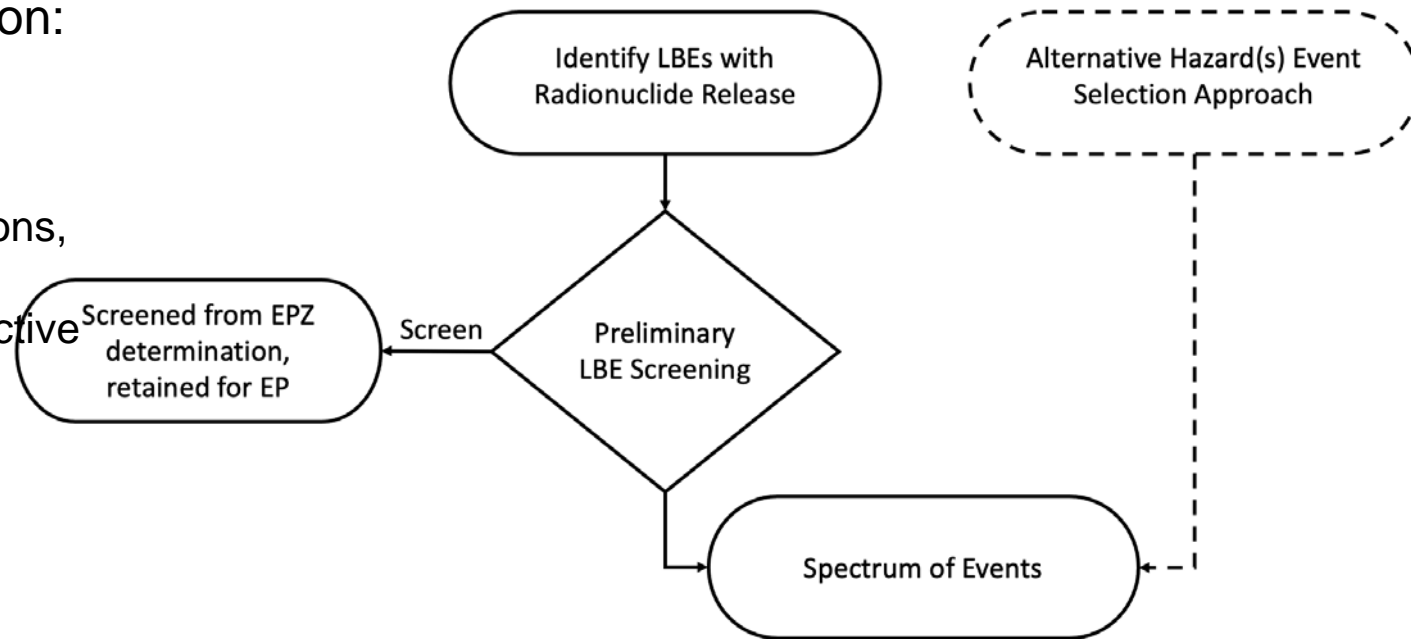 on:
Identify LBEs with
Radionuclide Release
Alternative Hazard(s) Event
Selection Approach
ons,
ctive
Screened from EPZ
determination,
retained for EP
Screen
Preliminary
LBE Screening
Spectrum of Events